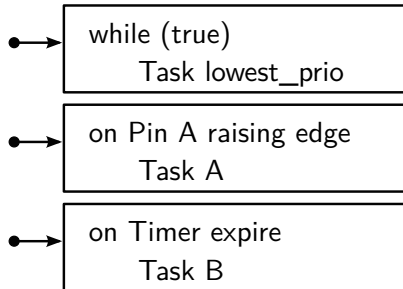 while (true)
Task lowest_prio
on Pin A raising edge
Task A
on Timer expire
Task B